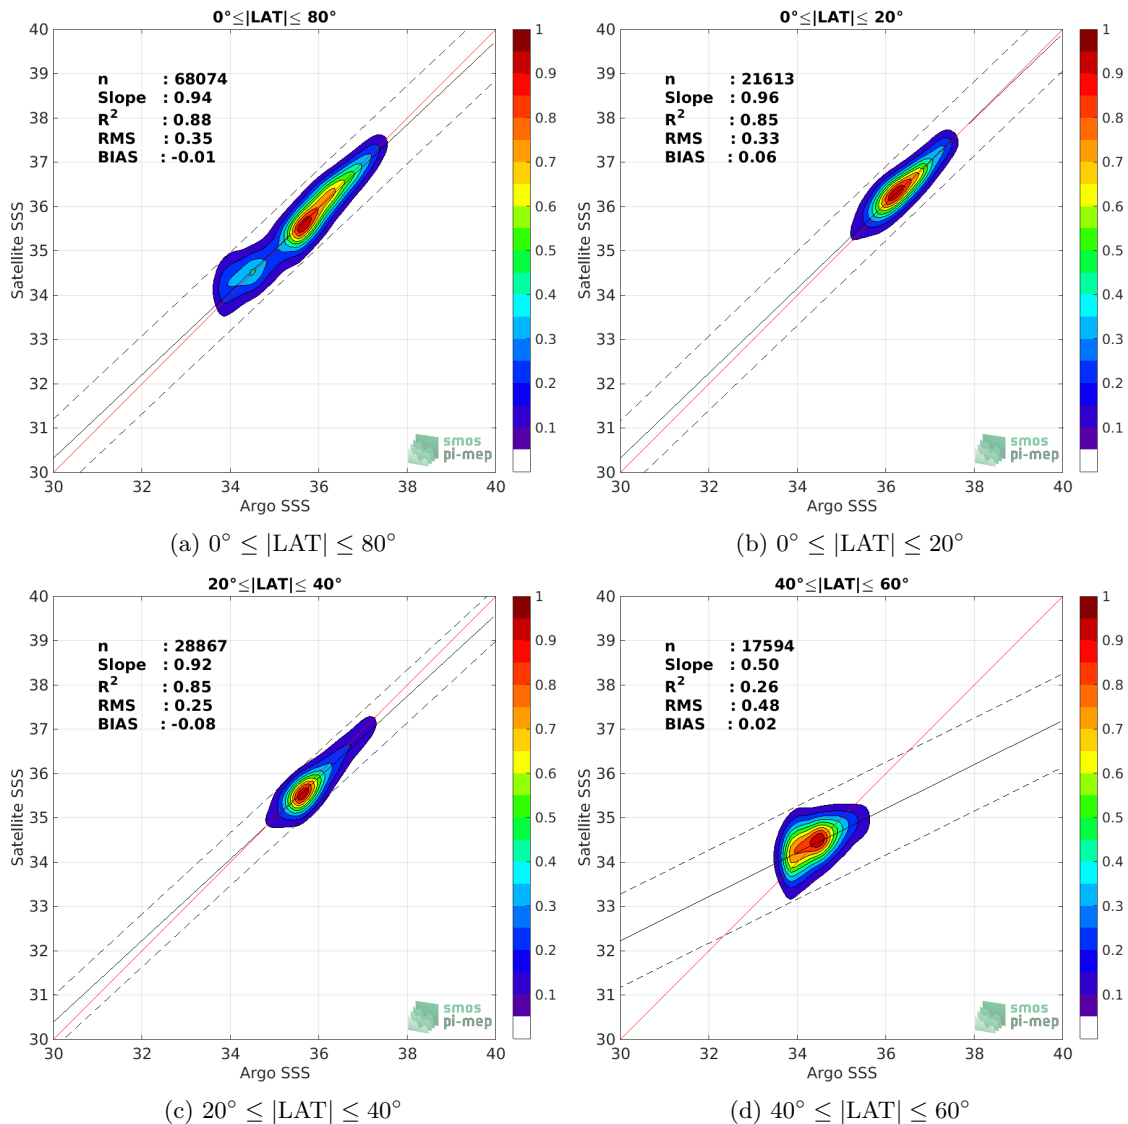 0°≤|LAT|≤ 80°
n : 68074
Slope : 0.94
R² : 0.88
RMS : 0.35
BIAS : -0.01
40
39
38
37
36
35
34
33
32
31
30
Satellite SSS
30 32 34 36 38 40
Argo SSS
1
0.9
0.8
0.7
0.6
0.5
0.4
0.3
0.2
0.1
smos
pi-mep
(a) 0° ≤ |LAT| ≤ 80°
0°≤|LAT|≤ 20°
n : 21613
Slope : 0.96
R² : 0.85
RMS : 0.33
BIAS : 0.06
40
39
38
37
36
35
34
33
32
31
30
Satellite SSS
30 32 34 36 38 40
Argo SSS
1
0.9
0.8
0.7
0.6
0.5
0.4
0.3
0.2
0.1
smos
pi-mep
(b) 0° ≤ |LAT| ≤ 20°
20°≤|LAT|≤ 40°
n : 28867
Slope : 0.92
R² : 0.85
RMS : 0.25
BIAS : -0.08
40
39
38
37
36
35
34
33
32
31
30
Satellite SSS
30 32 34 36 38 40
Argo SSS
1
0.9
0.8
0.7
0.6
0.5
0.4
0.3
0.2
0.1
smos
pi-mep
(c) 20° ≤ |LAT| ≤ 40°
40°≤|LAT|≤ 60°
n : 17594
Slope : 0.50
R² : 0.26
RMS : 0.48
BIAS : 0.02
40
39
38
37
36
35
34
33
32
31
30
Satellite SSS
30 32 34 36 38 40
Argo SSS
1
0.9
0.8
0.7
0.6
0.5
0.4
0.3
0.2
0.1
smos
pi-mep
(d) 40° ≤ |LAT| ≤ 60°